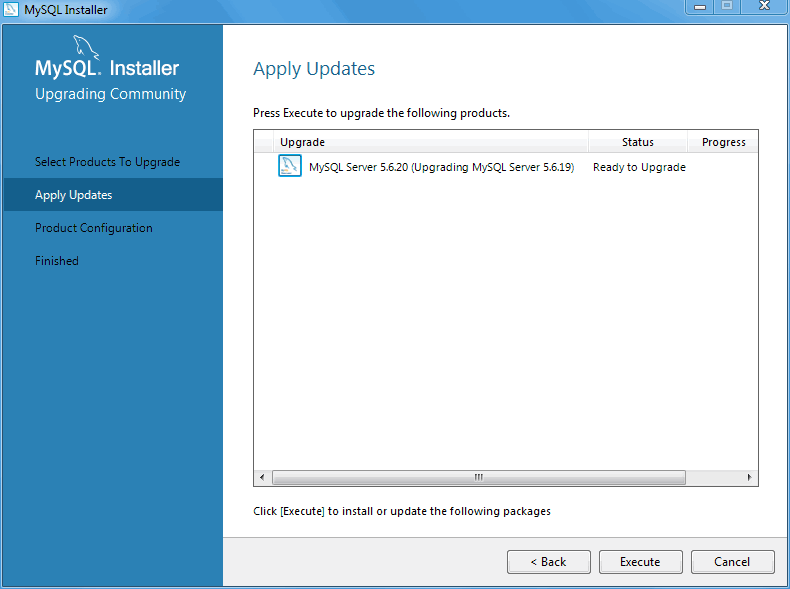 MySQL Installer
MySQL. Installer
Upgrading Community
Select Products To Upgrade
Apply Updates
Product Configuration
Finished
Apply Updates
Press Execute to upgrade the following products.
Upgrade Status Progress
MySQL Server 5.6.20 (Upgrading MySQL Server 5.6.19) Ready to Upgrade
Click [Execute] to install or update the following packages
< Back Execute Cancel